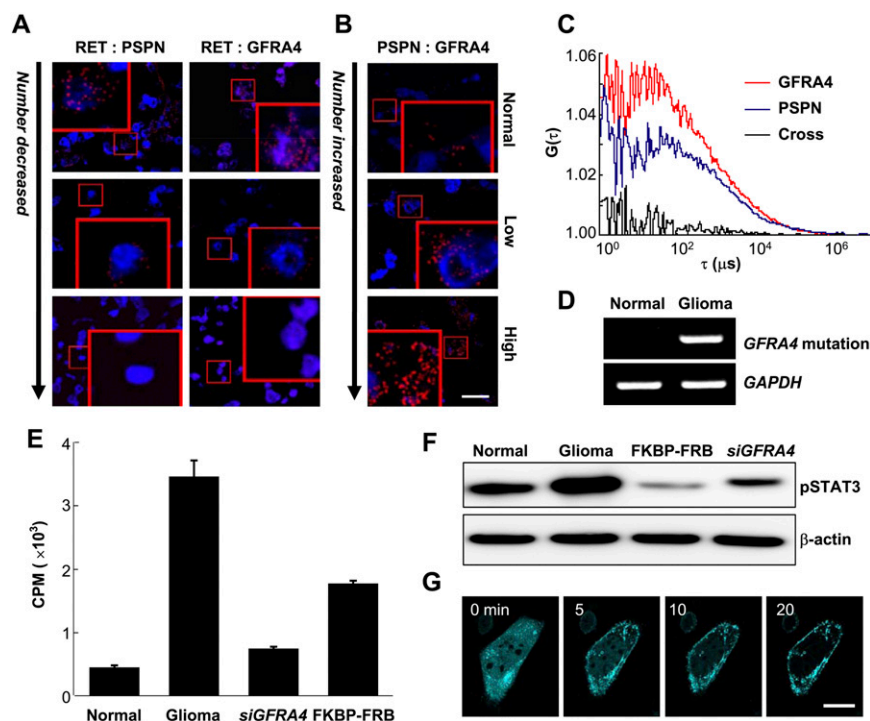 A
RET : PSPN
RET : GFRA4
Number decreased
B
PSPN : GFRA4
Number increased
Normal
Low
High
C
1.06
1.04
1.02
1.00
G(τ)
10⁰
10²
10⁴
10⁶
τ (μs)
GFRA4
PSPN
Cross
D
Normal
Glioma
GFRA4 mutation
GAPDH
E
4
3
2
1
0
CPM (×10³)
Normal
Glioma
siGFRA4
FKBP-FRB
F
Normal
Glioma
FKBP-FRB
siGFRA4
pSTAT3
β-actin
G
0 min
5
10
20